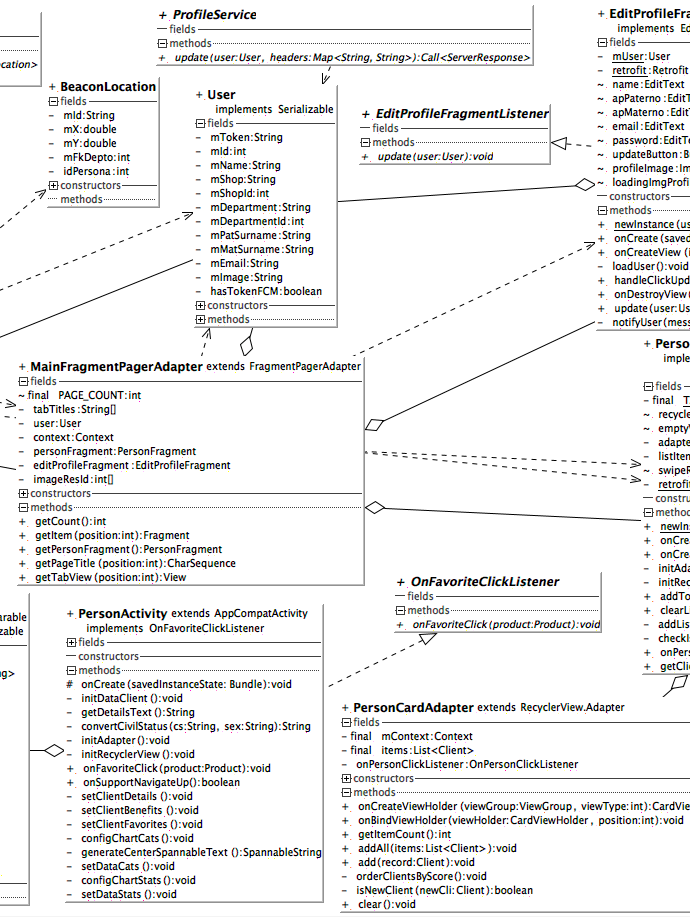 ocation>
+ ProfileService
fields
methods
+ update(user:User, headers:Map<String, String>):Call<ServerResponse>
+ BeaconLocation
fields
- mId:String
- mX:double
- mY:double
- mFkDepto:int
- idPersona:int
constructors
methods
+ User
implements Serializable
fields
- mToken:String
- mId:int
- mName:String
- mShop:String
- mShopId:int
- mDepartment:String
- mDepartmentId:int
- mPatSurname:String
- mMatSurname:String
- mEmail:String
- mImage:String
- hasTokenFCM:boolean
constructors
methods
+ EditProfileFragmentListener
fields
methods
+ update(user:User):void
+ EditProfileFra
implements Ed
fields
- mUser:User
- retrofit:Retrofit
~ name:EditText
~ apPaterno:EditT
~ apMaterno:EditT
~ email:EditText
~ password:EditTe
~ updateButton:B
~ profileImage:Im
~ loadingImgProfi
constructors
methods
+ newInstance(us
+ onCreate(saved
+ onCreateView(i
- loadUser():void
+ handleClickUpd
+ onDestroyView(
+ update(user:Us
- notifyUser(mess
+ MainFragmentPagerAdapter extends FragmentPagerAdapter
fields
~final PAGE_COUNT:int
- tabTitles:String[]
- user:User
- context:Context
- personFragment:PersonFragment
- editProfileFragment:EditProfileFragment
- imageResId:int[]
constructors
methods
+ getCount():int
+ getItem(position:int):Fragment
+ getPersonFragment():PersonFragment
+ getPageTitle(position:int):CharSequence
+ getTabView(position:int):View
+ Perso
imple
fields
- final T
~ recycle
~ empty
- adapte
- listIten
~ swipeR
- retrofit
constru
method
+ newIns
+ onCrea
+ onCrea
- initAda
- initRec
+ addTo
+ clearL
- addLis
- checkI
+ onPers
+ getClie
+ OnFavoriteClickListener
fields
methods
+ onFavoriteClick(product:Product):void
arable
zable
ng>
+ PersonActivity extends AppCompatActivity
implements OnFavoriteClickListener
fields
constructors
methods
# onCreate(savedInstanceState: Bundle):void
- initDataClient():void
- getDetailsText():String
- convertCivilStatus(cs:String, sex:String):String
- initAdapter():void
- initRecyclerView():void
+ onFavoriteClick(product:Product):void
+ onSupportNavigateUp():boolean
- setClientDetails():void
- setClientBenefits():void
- setClientFavorites():void
- configChartCats():void
- generateCenterSpannableText():SpannableString
- setDataCats():void
- configChartStats():void
- setDataStats():void
+ PersonCardAdapter extends RecyclerView.Adapter
fields
- final mContext:Context
- final items:List<Client>
- onPersonClickListener:OnPersonClickListener
constructors
methods
+ onCreateViewHolder(viewGroup:ViewGroup, viewType:int):CardVie
+ onBindViewHolder(viewHolder:CardViewHolder, position:int):void
+ getItemCount():int
+ addAll(items:List<Client>):void
+ add(record:Client):void
- orderClientsByScore():void
- isNewClient(newCli:Client):boolean
+ clear():void